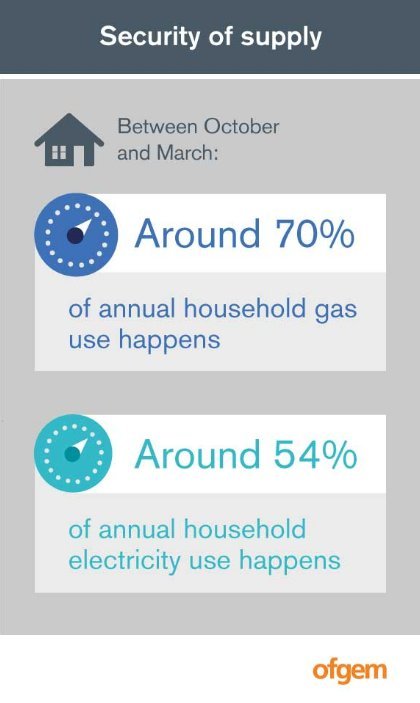 Security of supply
Between October
and March:
Around 70%
of annual household gas
use happens
Around 54%
of annual household
electricity use happens
ofgem